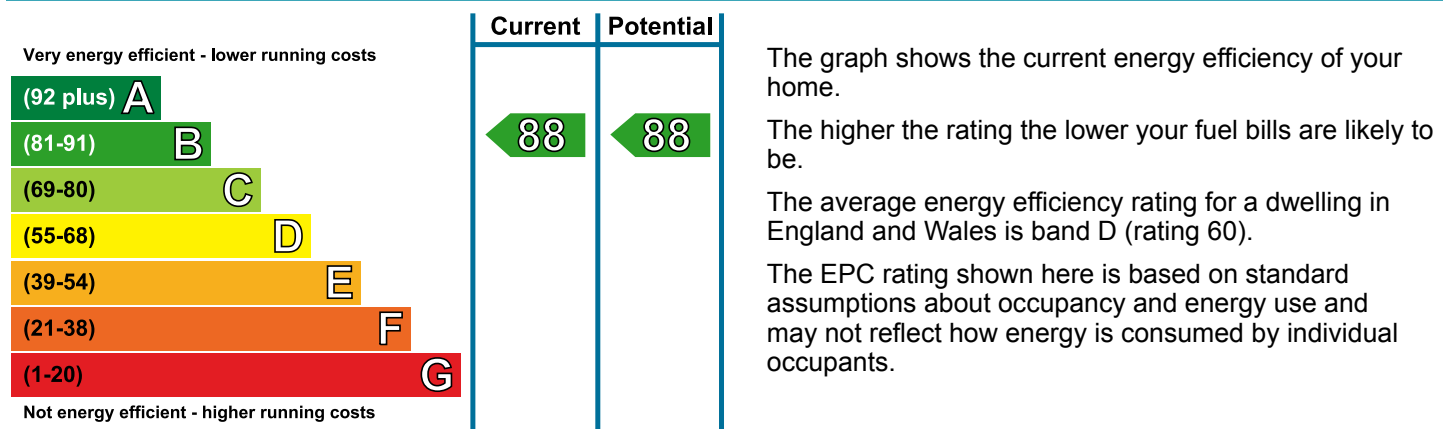 Current Potential
Very energy efficient - lower running costs
(92 plus) A
(81-91) B
88 88
(69-80) C
(55-68) D
(39-54) E
(21-38) F
(1-20) G
Not energy efficient - higher running costs
The graph shows the current energy efficiency of your
home.
The higher the rating the lower your fuel bills are likely to
be.
The average energy efficiency rating for a dwelling in
England and Wales is band D (rating 60).
The EPC rating shown here is based on standard
assumptions about occupancy and energy use and
may not reflect how energy is consumed by individual
occupants.